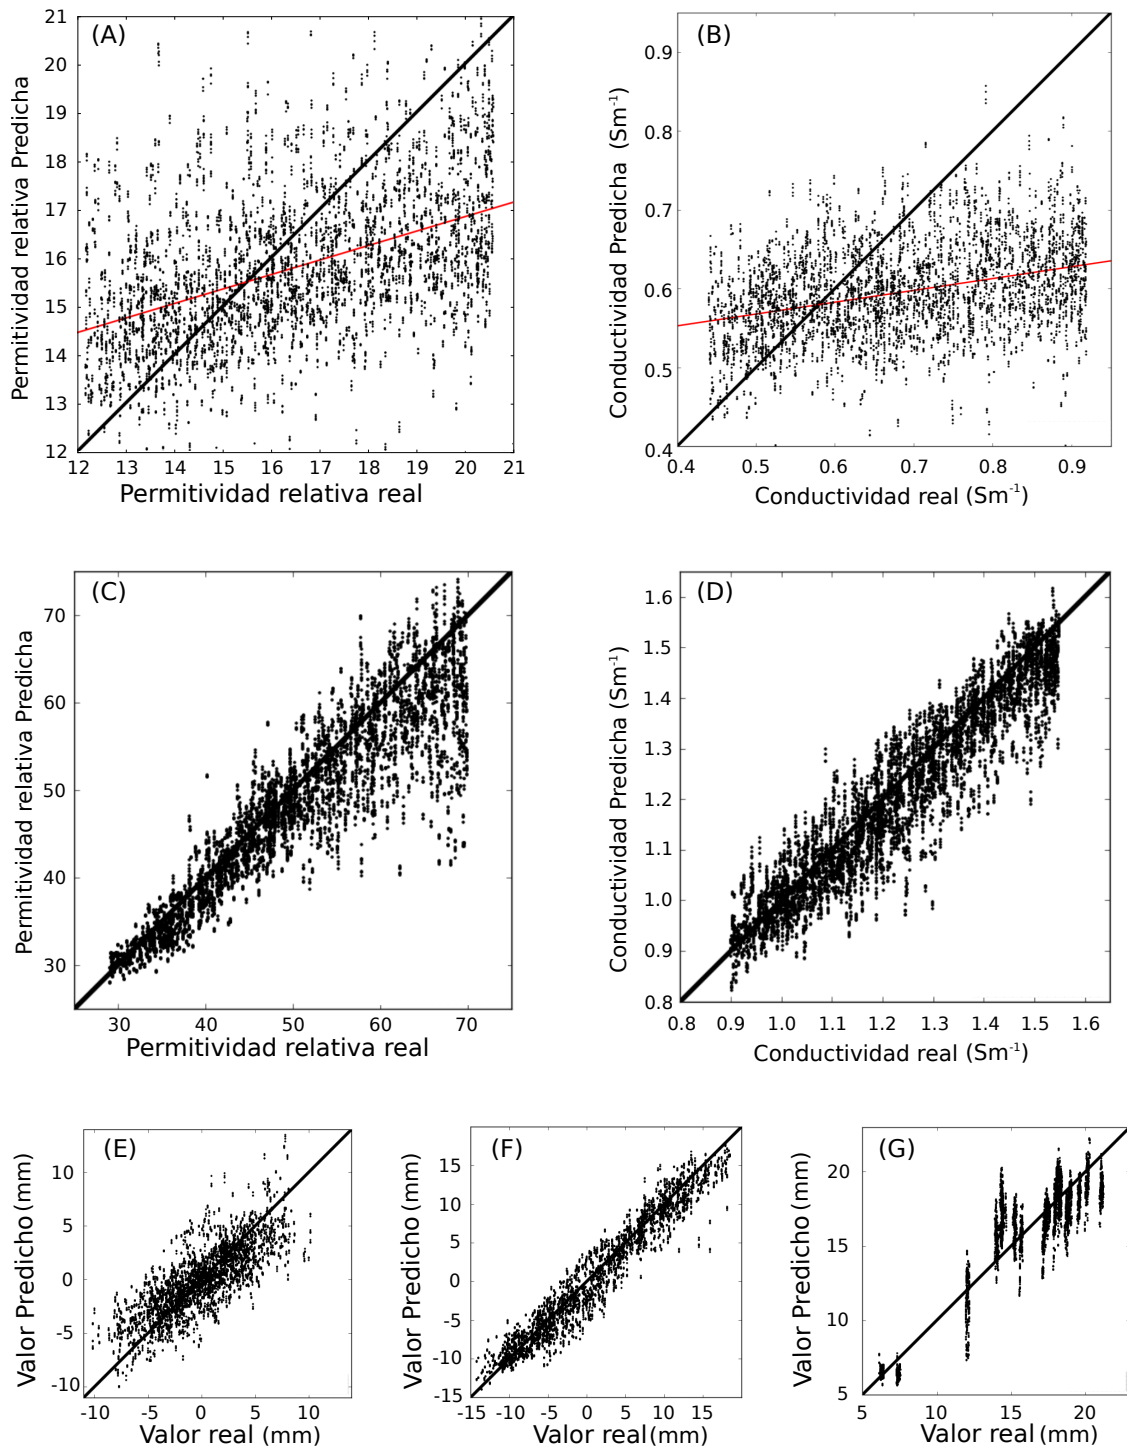 (A)
21
20
19
18
17
16
15
14
13
12
Permitividad relativa Predicha
12 13 14 15 16 17 18 19 20 21
Permitividad relativa real
(B)
0.9
0.8
0.7
0.6
0.5
0.4
Conductividad Predicha (Sm⁻¹)
0.4 0.5 0.6 0.7 0.8 0.9
Conductividad real (Sm⁻¹)
(C)
70
60
50
40
30
Permitividad relativa Predicha
30 40 50 60 70
Permitividad relativa real
(D)
1.6
1.5
1.4
1.3
1.2
1.1
1.0
0.9
0.8
Conductividad Predicha (Sm⁻¹)
0.8 0.9 1.0 1.1 1.2 1.3 1.4 1.5 1.6
Conductividad real (Sm⁻¹)
(E)
10
5
0
-5
-10
Valor Predicho (mm)
-10 -5 0 5 10
Valor real (mm)
(F)
15
10
5
0
-5
-10
-15
Valor Predicho (mm)
-15 -10 -5 0 5 10 15
Valor real (mm)
(G)
20
15
10
5
Valor Predicho (mm)
5 10 15 20
Valor real (mm)